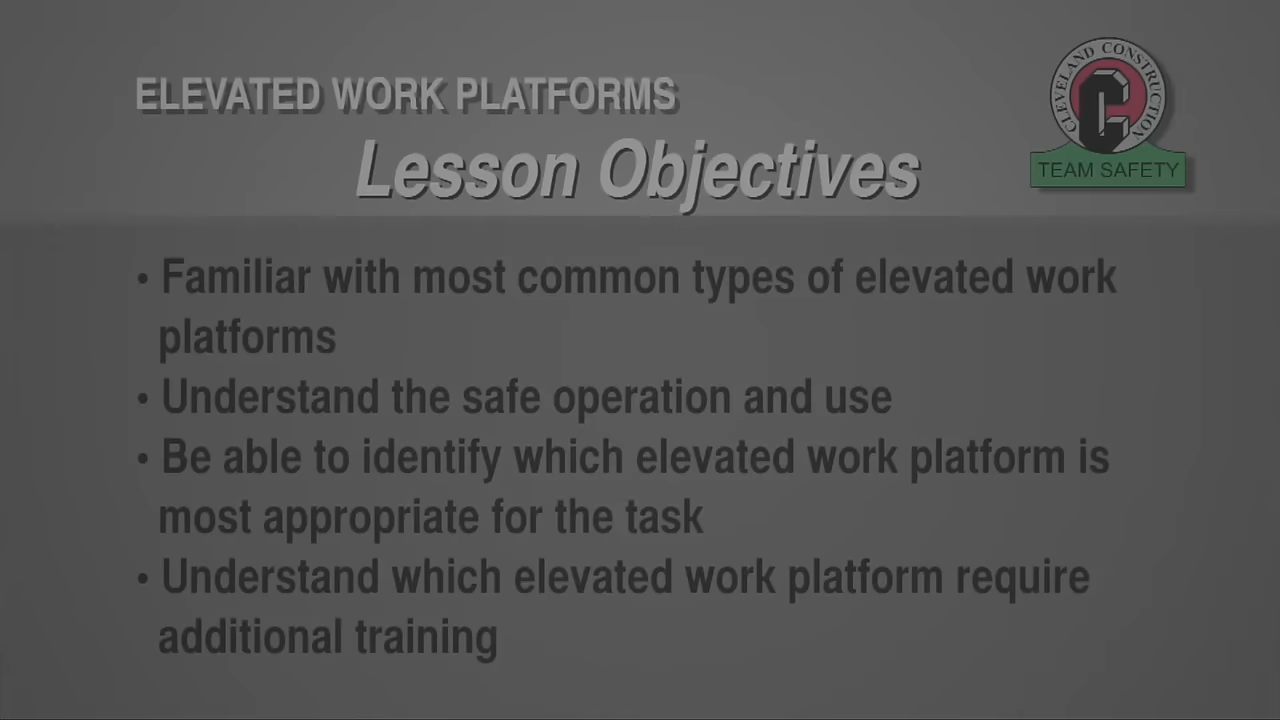 ELEVATED WORK PLATFORMS
Lesson Objectives
CLEVELAND CONSTRUCTION
TEAM SAFETY
• Familiar with most common types of elevated work
platforms
• Understand the safe operation and use
• Be able to identify which elevated work platform is
most appropriate for the task
• Understand which elevated work platform require
additional training